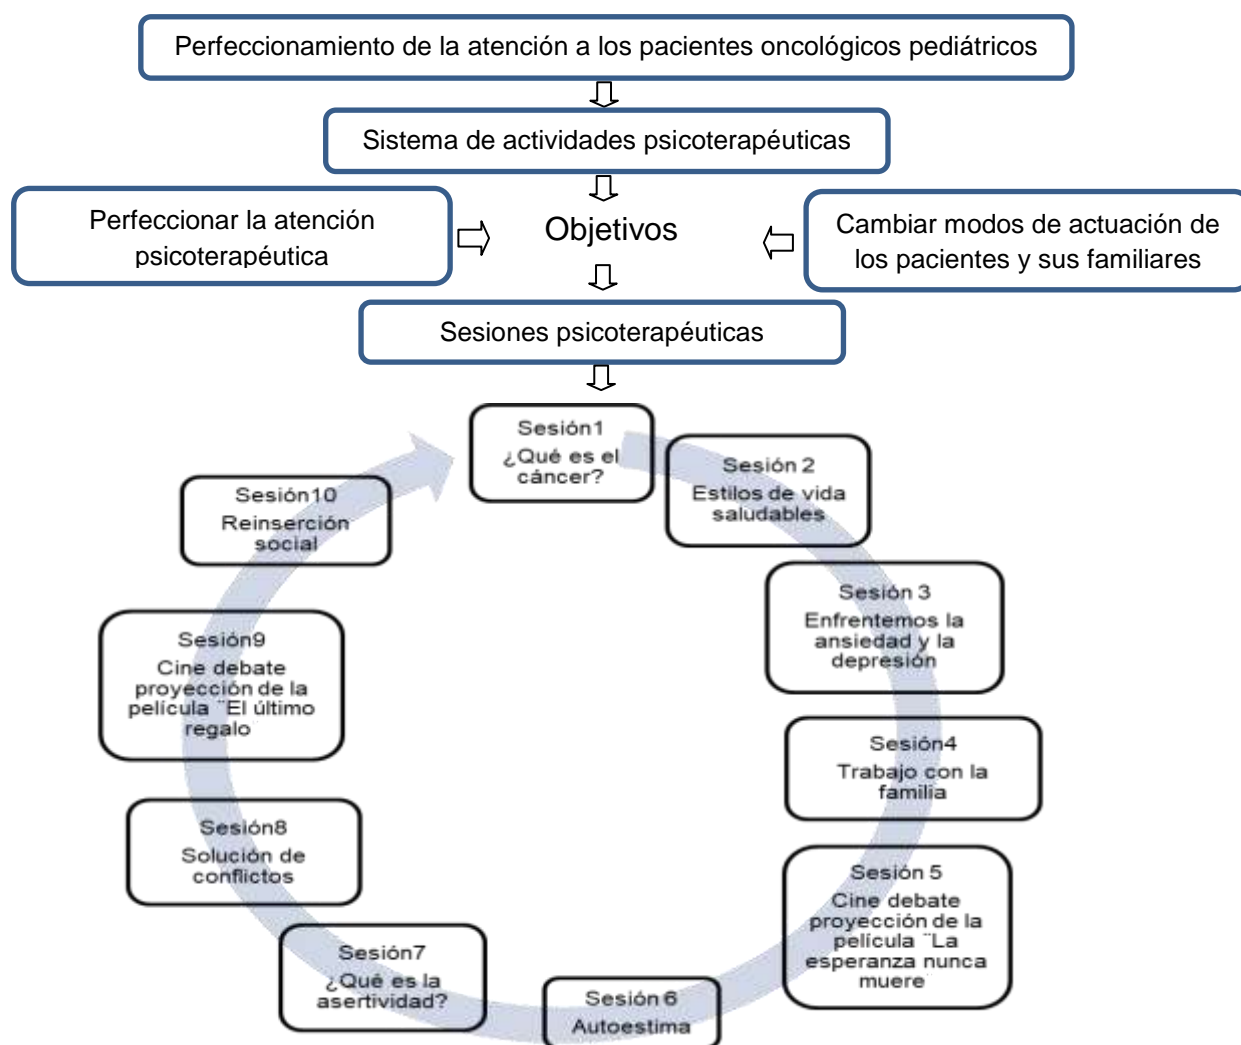 Perfeccionamiento de la atención a los pacientes oncológicos pediátricos
Sistema de actividades psicoterapéuticas
Perfeccionar la atención
psicoterapéutica
Objetivos
Cambiar modos de actuación de
los pacientes y sus familiares
Sesiones psicoterapéuticas
Sesión1
¿Qué es el
cáncer?
Sesión 2
Estilos de vida
saludables
Sesión 3
Enfrentemos la
ansiedad y la
depresión
Sesión4
Trabajo con la
familia
Sesión 5
Cine debate
proyección de la
película ¨La
esperanza nunca
muere¨
Sesión 6
Autoestima
Sesión7
¿Qué es la
asertividad?
Sesión8
Solución de
conflictos
Sesión9
Cine debate
proyección de la
película ¨El último
regalo¨
Sesión10
Reinserción
social